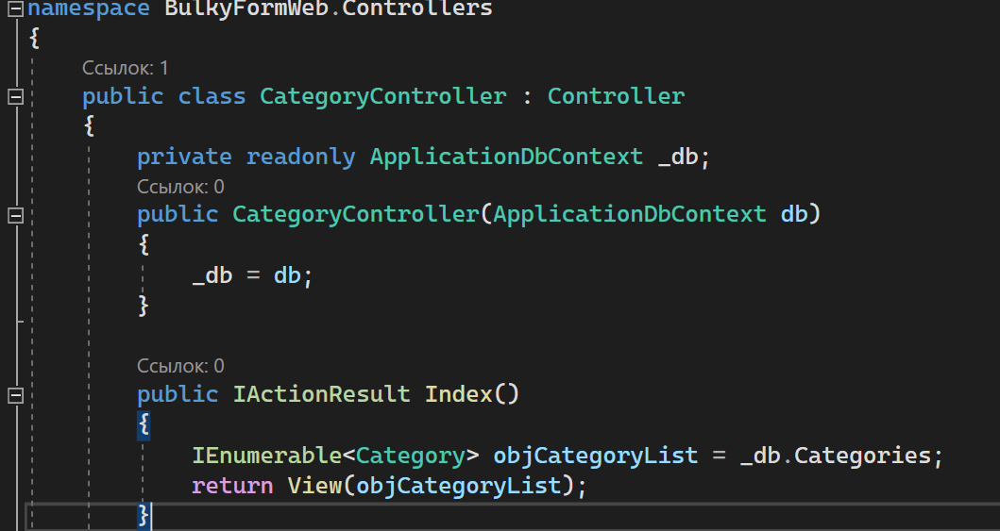 namespace BulkyFormWeb.Controllers
{
Ссылок: 1
public class CategoryController : Controller
{
private readonly ApplicationDbContext _db;
Ссылок: 0
public CategoryController(ApplicationDbContext db)
{
_db = db;
}
Ссылок: 0
public IActionResult Index()
{
IEnumerable<Category> objCategoryList = _db.Categories;
return View(objCategoryList);
}